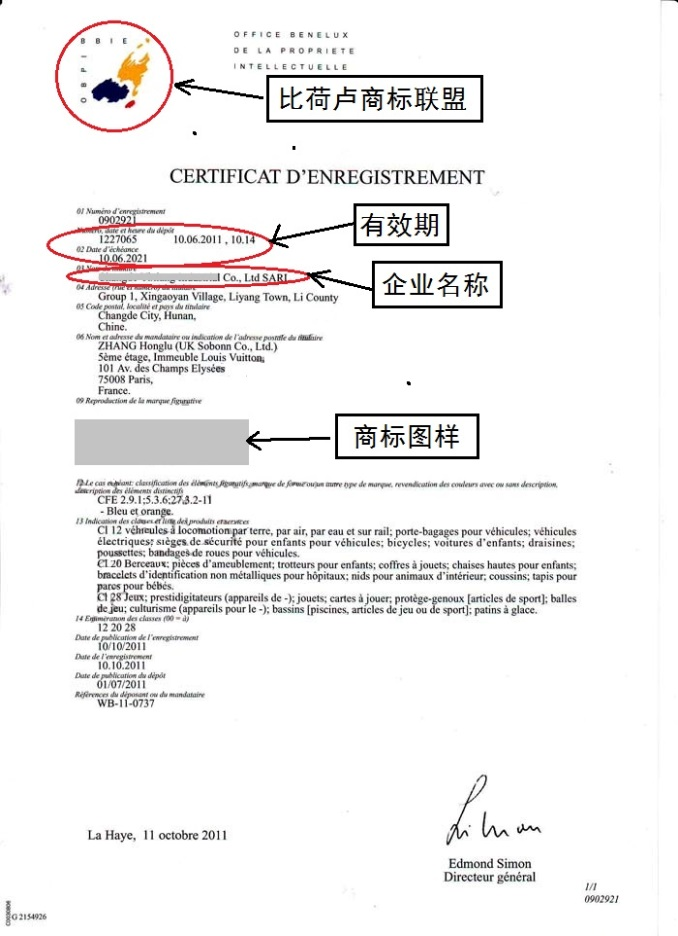 BBIE
OBPI
OFFICE BENELUX
DE LA PROPRIETE
INTELLECTUELLE
比荷卢商标联盟
CERTIFICAT D'ENREGISTREMENT
01 Numéro d'enregistrement
0902921
Numéro, date et heure du dépôt
1227065 10.06.2011 , 10.14
有效期
02 Date d'échéance
10.06.2021
03 Nom du titulaire
Co., Ltd SARL
企业名称
04 Adresse (rue et numéro) du titulaire
Group 1, Xingaoyan Village, Liyang Town, Li County
05 Code postal, localité et pays du titulaire
Changde City, Hunan,
Chine.
06 Nom et adresse du mandataire ou indication de l'adresse postale du titulaire
ZHANG Honglu (UK Sobonn Co., Ltd.)
5ème étage, Immeuble Louis Vuitton,
101 Av. des Champs Elysées
75008 Paris,
France.
09 Reproduction de la marque figurative
商标图样
12 Le cas échéant: classification des éléments figuratifs, marque de forme ou un autre type de marque, revendication des couleurs avec ou sans description,
description des éléments distinctifs
CFE 2.9.1;5.3.6;27.3.2-11
- Bleu et orange.
13 Indication des classes et liste des produits et services
Cl 12 véhicules à locomotion par terre, par air, par eau et sur rail; porte-bagages pour véhicules; véhicules
électriques; sièges de sécurité pour enfants pour véhicules; bicycles; voitures d'enfants; draisines;
poussettes; bandages de roues pour véhicules.
Cl 20 Berceaux; pièces d'ameublement; trotteurs pour enfants; coffres à jouets; chaises hautes pour enfants;
bracelets d'identification non métalliques pour hôpitaux; nids pour animaux d'intérieur; coussins; tapis pour
parcs pour bébés.
Cl 28 Jeux; prestidigitateurs (appareils de -); jouets; cartes à jouer; protège-genoux [articles de sport]; balles
de jeu; culturisme (appareils pour le -); bassins [piscines, articles de jeu ou de sport]; patins à glace.
14 Enumération des classes (00 = à)
12 20 28
Date de publication de l'enregistrement
10/10/2011
Date de l'enregistrement
10.10.2011
Date de publication du dépôt
01/07/2011
Références du déposant ou du mandataire
WB-11-0737
La Haye, 11 octobre 2011
Edmond Simon
Directeur général
1/1
0902921
G 2154926